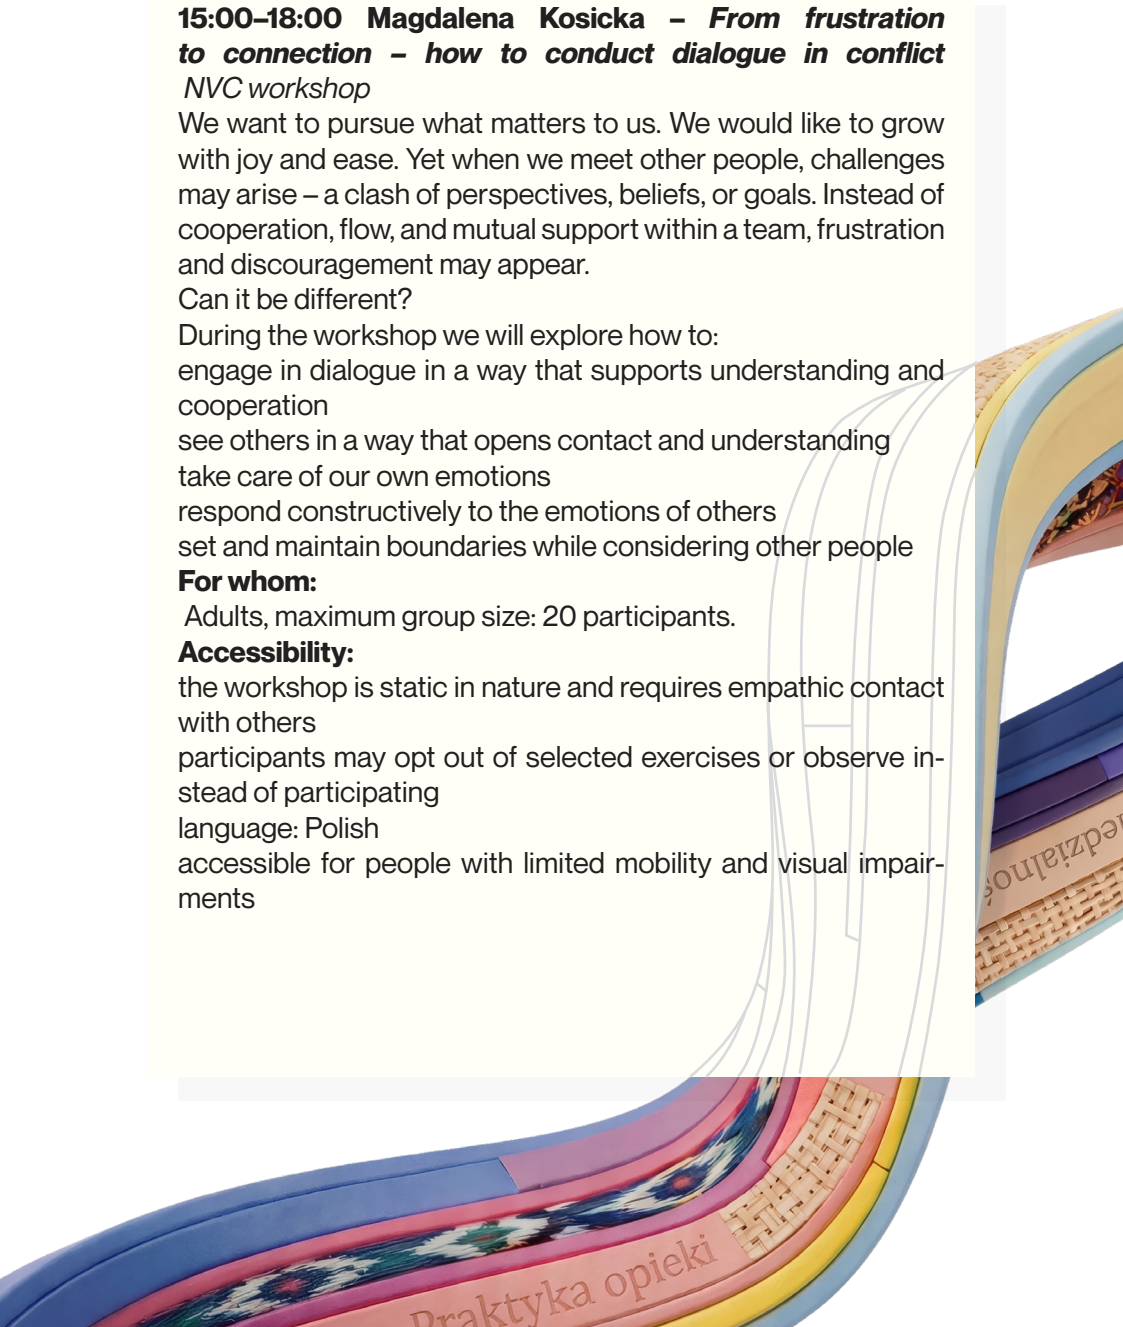 15:00–18:00 Magdalena Kosicka – From frustration
to connection – how to conduct dialogue in conflict
NVC workshop
We want to pursue what matters to us. We would like to grow
with joy and ease. Yet when we meet other people, challenges
may arise – a clash of perspectives, beliefs, or goals. Instead of
cooperation, flow, and mutual support within a team, frustration
and discouragement may appear.
Can it be different?
During the workshop we will explore how to:
engage in dialogue in a way that supports understanding and
cooperation
see others in a way that opens contact and understanding
take care of our own emotions
respond constructively to the emotions of others
set and maintain boundaries while considering other people
For whom:
Adults, maximum group size: 20 participants.
Accessibility:
the workshop is static in nature and requires empathic contact
with others
participants may opt out of selected exercises or observe in-
stead of participating
language: Polish
accessible for people with limited mobility and visual impair-
ments
Praktyka opieki